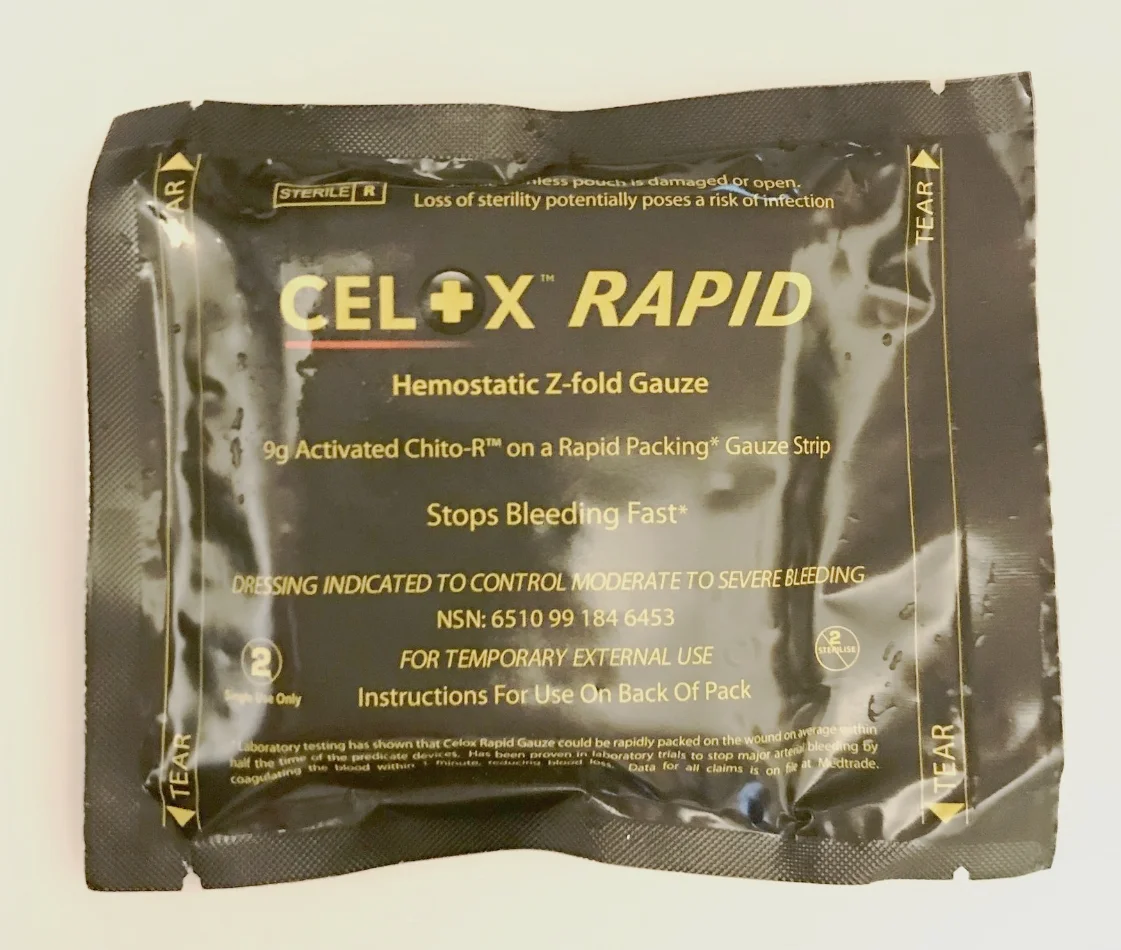 STERILE R
unless pouch is damaged or open.
Loss of sterility potentially poses a risk of infection
TEAR
TEAR
CELOX™ RAPID
Hemostatic Z-fold Gauze
9g Activated Chito-R™ on a Rapid Packing* Gauze Strip
Stops Bleeding Fast*
DRESSING INDICATED TO CONTROL MODERATE TO SEVERE BLEEDING
NSN: 6510 99 184 6453
FOR TEMPORARY EXTERNAL USE
2
Single Use Only
2
STERILISE
Instructions For Use On Back Of Pack
TEAR
TEAR
*Laboratory testing has shown that Celox Rapid Gauze could be rapidly packed on the wound on average within
half the time of the predicate devices. Has been proven in laboratory trials to stop major arterial bleeding by
coagulating the blood within 1 minute, reducing blood loss. Data for all claims is on file at Medtrade.